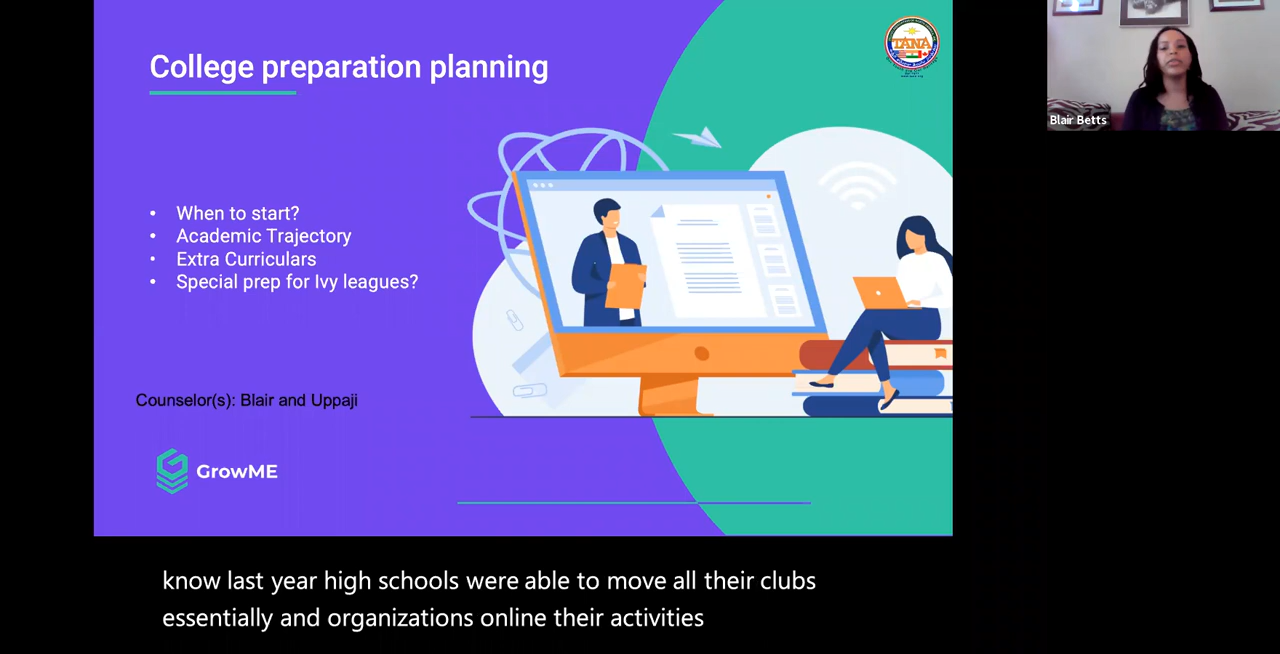 College preparation planning
TANA
Blair Betts
• When to start?
• Academic Trajectory
• Extra Curriculars
• Special prep for Ivy leagues?
Counselor(s): Blair and Uppaji
GrowME
know last year high schools were able to move all their clubs
essentially and organizations online their activities